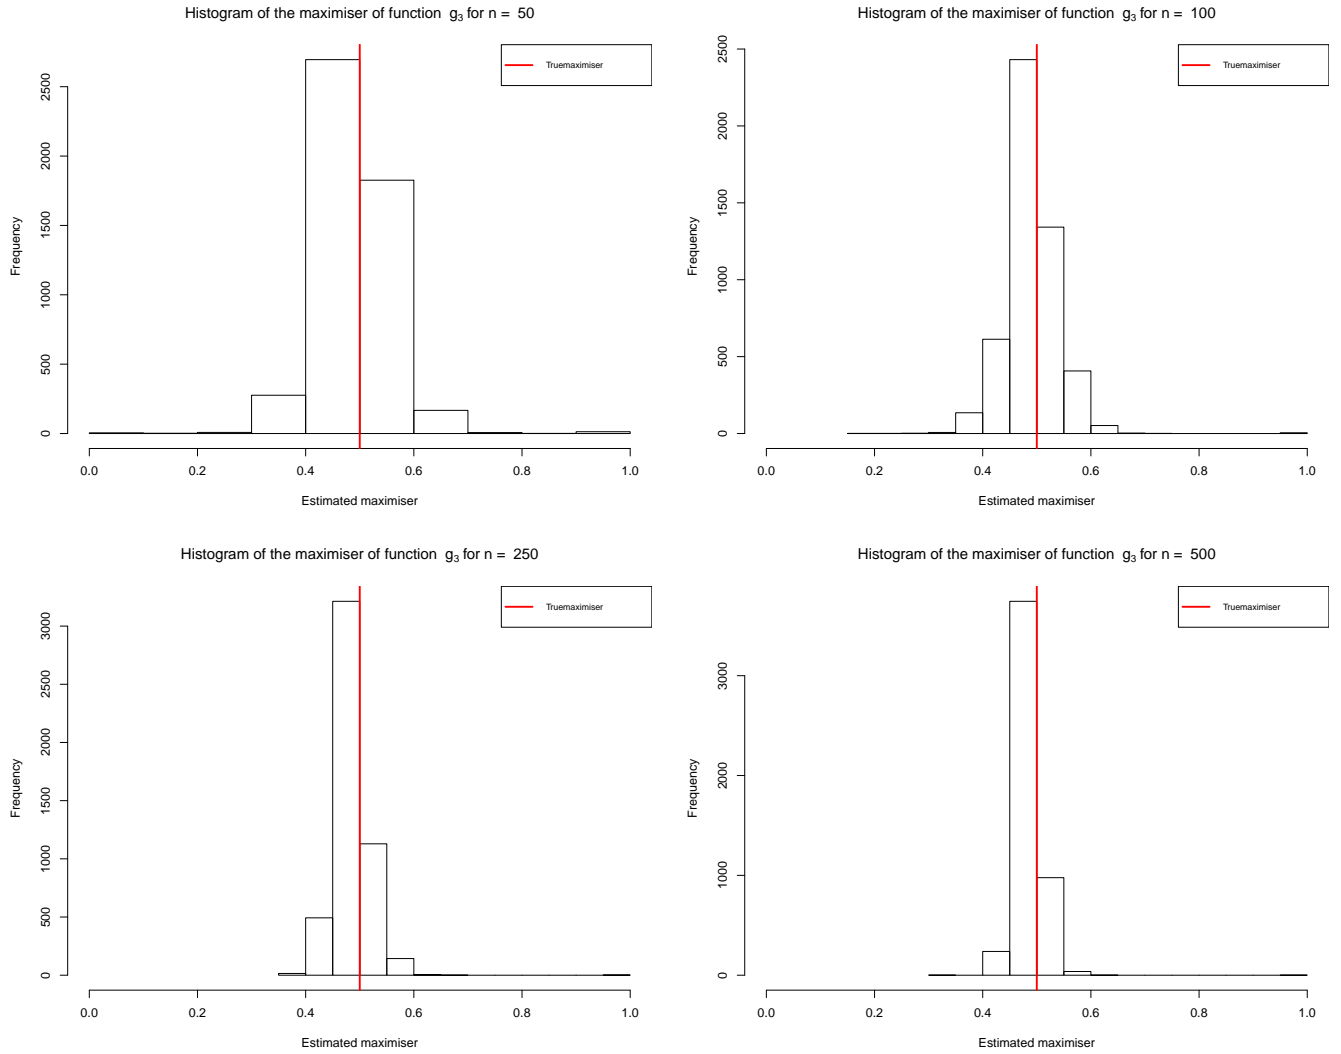 Histogram of the maximiser of function g₃ for n = 50
Frequency
0
500
1000
1500
2000
2500
Truemaximiser
0.0 0.2 0.4 0.6 0.8 1.0
Estimated maximiser
Histogram of the maximiser of function g₃ for n = 100
Frequency
0
500
1000
1500
2000
2500
Truemaximiser
0.0 0.2 0.4 0.6 0.8 1.0
Estimated maximiser
Histogram of the maximiser of function g₃ for n = 250
Frequency
0
500
1000
1500
2000
2500
3000
Truemaximiser
0.0 0.2 0.4 0.6 0.8 1.0
Estimated maximiser
Histogram of the maximiser of function g₃ for n = 500
Frequency
0
1000
2000
3000
Truemaximiser
0.0 0.2 0.4 0.6 0.8 1.0
Estimated maximiser